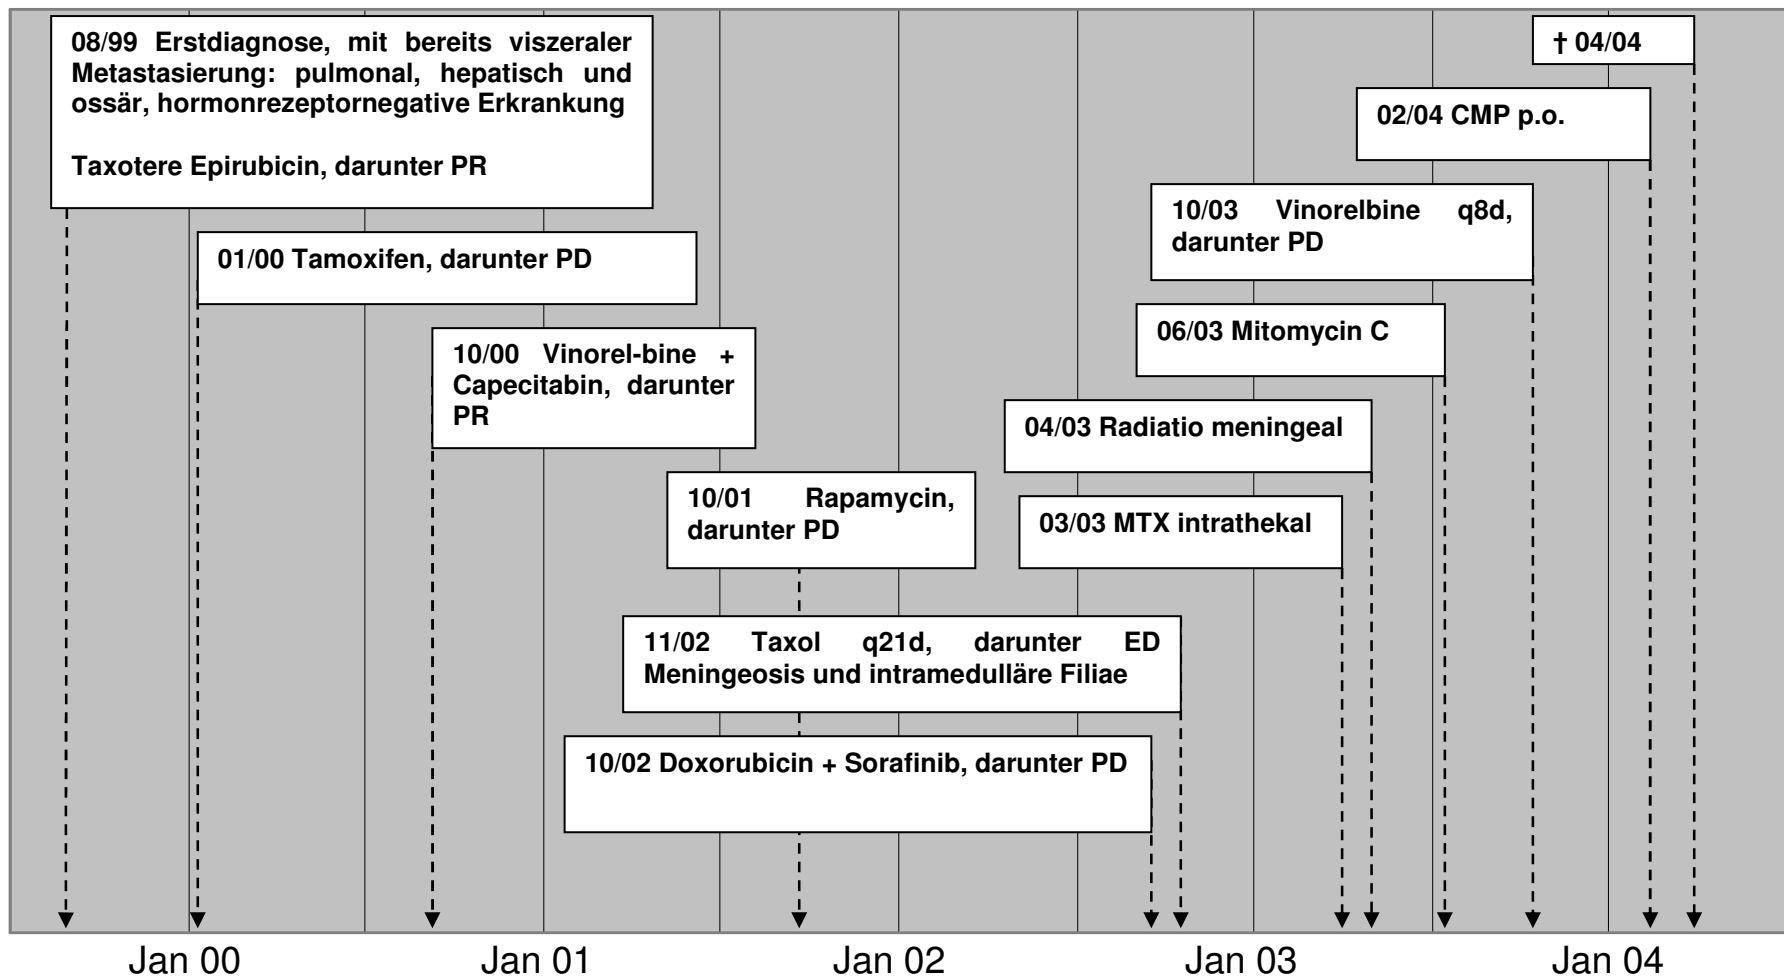 08/99 Erstdiagnose, mit bereits viszeraler
Metastasierung: pulmonal, hepatisch und
ossär, hormonrezeptornegative Erkrankung
Taxotere Epirubicin, darunter PR
† 04/04
02/04 CMP p.o.
10/03 Vinorelbine q8d,
darunter PD
01/00 Tamoxifen, darunter PD
06/03 Mitomycin C
10/00 Vinorel-bine +
Capecitabin, darunter
PR
04/03 Radiatio meningeal
10/01 Rapamycin,
darunter PD
03/03 MTX intrathekal
11/02 Taxol q21d, darunter ED
Meningeosis und intramedulläre Filiae
10/02 Doxorubicin + Sorafinib, darunter PD
Jan 00 Jan 01 Jan 02 Jan 03 Jan 04